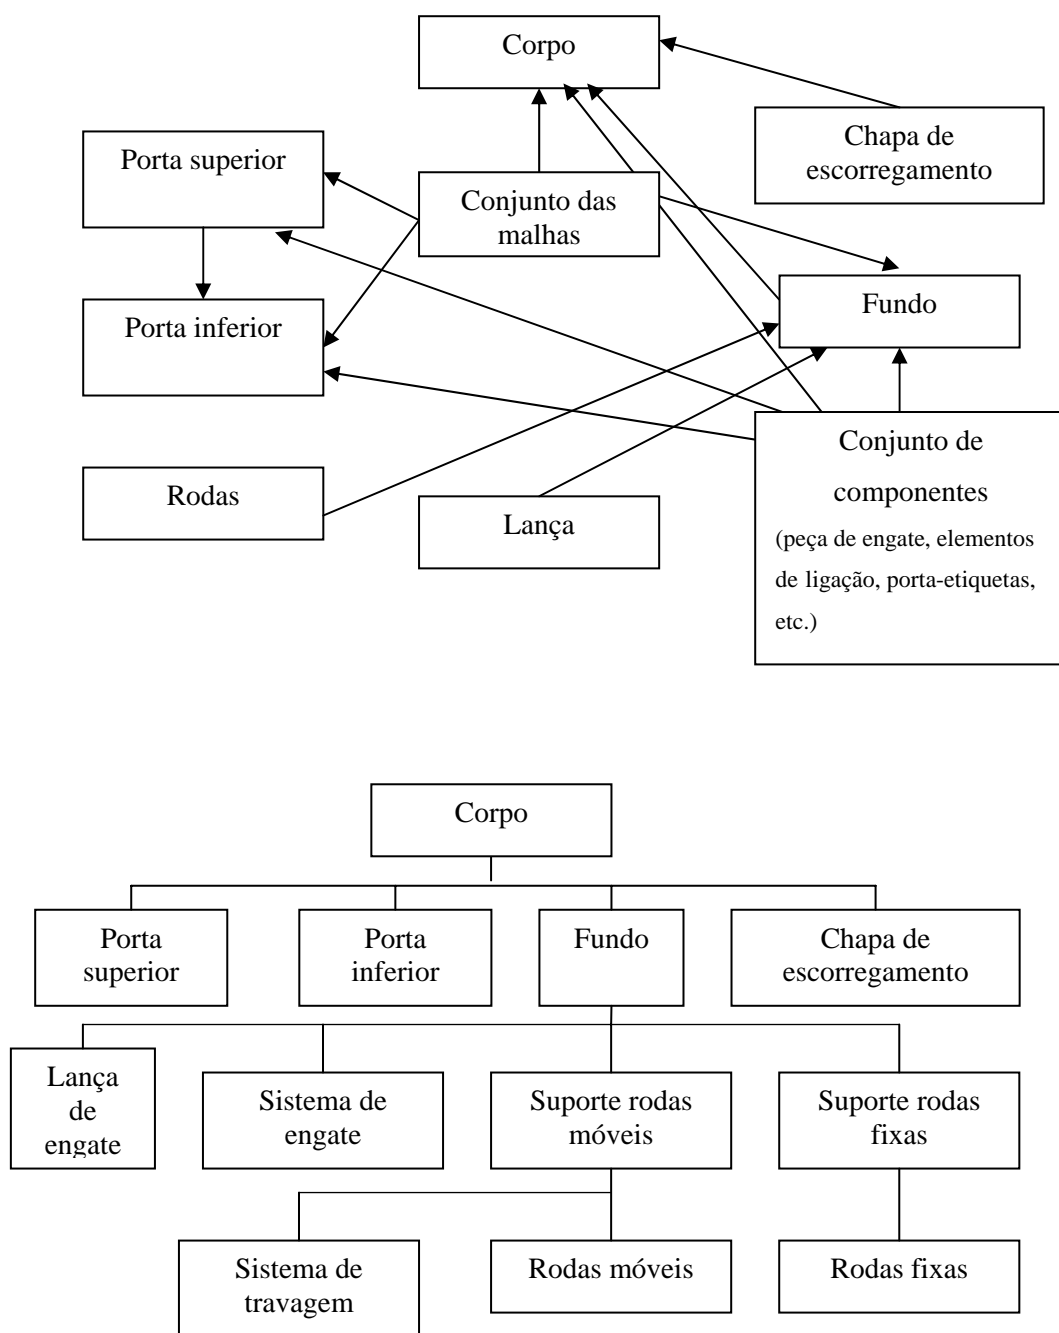 Corpo
Chapa de
escorregamento
Porta superior
Conjunto das
malhas
Porta inferior
Fundo
Rodas
Lança
Conjunto de
componentes
(peça de engate, elementos
de ligação, porta-etiquetas,
etc.)
Corpo
Porta
superior
Porta
inferior
Fundo
Chapa de
escorregamento
Lança
de
engate
Sistema de
engate
Suporte rodas
móveis
Suporte rodas
fixas
Sistema de
travagem
Rodas móveis
Rodas fixas